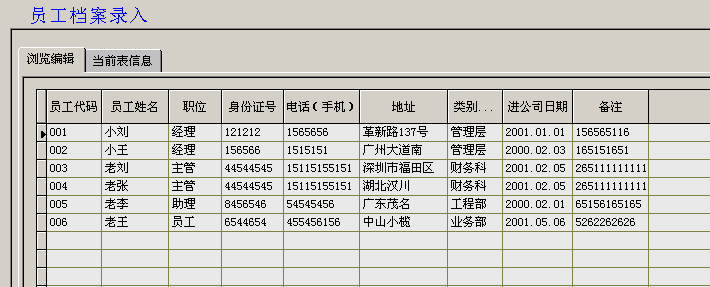 员工档案录入
浏览编辑 当前表信息
员工代码 员工姓名 职位 身份证号 电话(手机) 地址 类别... 进公司日期 备注
001 小刘 经理 121212 1565656 革新路137号 管理层 2001.01.01 156565116
002 小王 经理 156566 1515151 广州大道南 管理层 2000.02.03 165151651
003 老刘 主管 44544545 15115155151 深圳市福田区 财务科 2001.02.05 265111111111
004 老张 主管 44544545 15115155151 湖北汉川 财务科 2001.02.05 265111111111
005 老李 助理 8456546 54545456 广东茂名 工程部 2000.02.01 65156165165
006 老王 员工 6544654 455456156 中山小榄 业务部 2001.05.06 5262262626